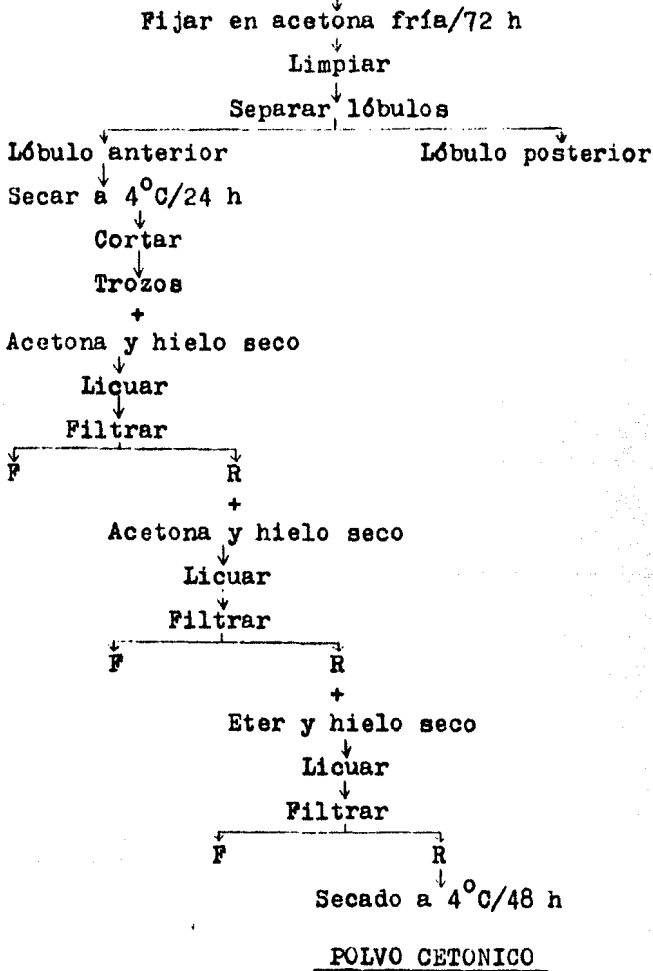 Fijar en acetona fría/72 h
Limpiar
Separar lóbulos
Lóbulo anterior Lóbulo posterior
Secar a 4°C/24 h
Cortar
Trozos
+
Acetona y hielo seco
Licuar
Filtrar
F R
+
Acetona y hielo seco
Licuar
Filtrar
F R
+
Eter y hielo seco
Licuar
Filtrar
F R
Secado a 4°C/48 h
POLVO CETONICO